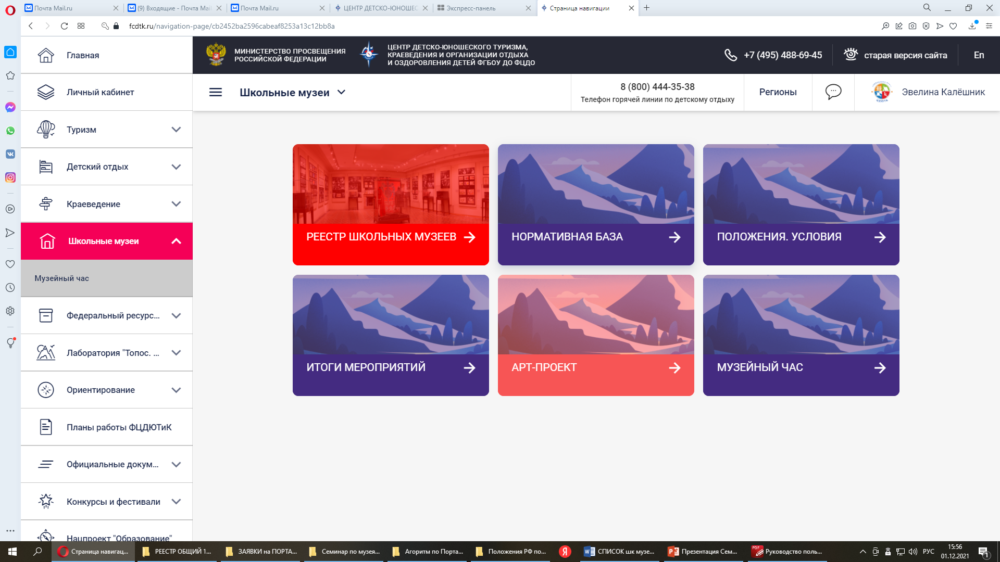 Почта Mail.ru
(9) Входящие - Почта Mail
Почта Mail.ru
ЦЕНТР ДЕТСКО-ЮНОШЕС
Экспресс-панель
Страница навигации
fcdtk.ru/navigation-page/cb2452ba2596cabeaf8253a13c12bb8a
Главная
Личный кабинет
Туризм
Детский отдых
Краеведение
Школьные музеи
Музейный час
Федеральный ресурс...
Лаборатория "Топос. ...
Ориентирование
Планы работы ФЦДЮТиК
Официальные докум...
Конкурсы и фестивали
Нацпроект "Образование"
МИНИСТЕРСТВО ПРОСВЕЩЕНИЯ
РОССИЙСКОЙ ФЕДЕРАЦИИ
ЦЕНТР ДЕТСКО-ЮНОШЕСКОГО ТУРИЗМА,
КРАЕВЕДЕНИЯ И ОРГАНИЗАЦИИ ОТДЫХА
И ОЗДОРОВЛЕНИЯ ДЕТЕЙ ФГБОУ ДО ФЦДО
+7 (495) 488-69-45
старая версия сайта
En
Школьные музеи
8 (800) 444-35-38
Телефон горячей линии по детскому отдыху
Регионы
Эвелина Калёшник
РЕЕСТР ШКОЛЬНЫХ МУЗЕЕВ
НОРМАТИВНАЯ БАЗА
ПОЛОЖЕНИЯ. УСЛОВИЯ
ИТОГИ МЕРОПРИЯТИЙ
АРТ-ПРОЕКТ
МУЗЕЙНЫЙ ЧАС
Страница навигац...
РЕЕСТР ОБЩИЙ 1...
ЗАЯВКИ на ПОРТА...
Семинар по музея...
Агоритм по Порта...
Положения РФ по...
Я
СПИСОК шк музе...
Презентация Сем...
PDF
Руководство поль...
РУС
15:56
01.12.2021
1